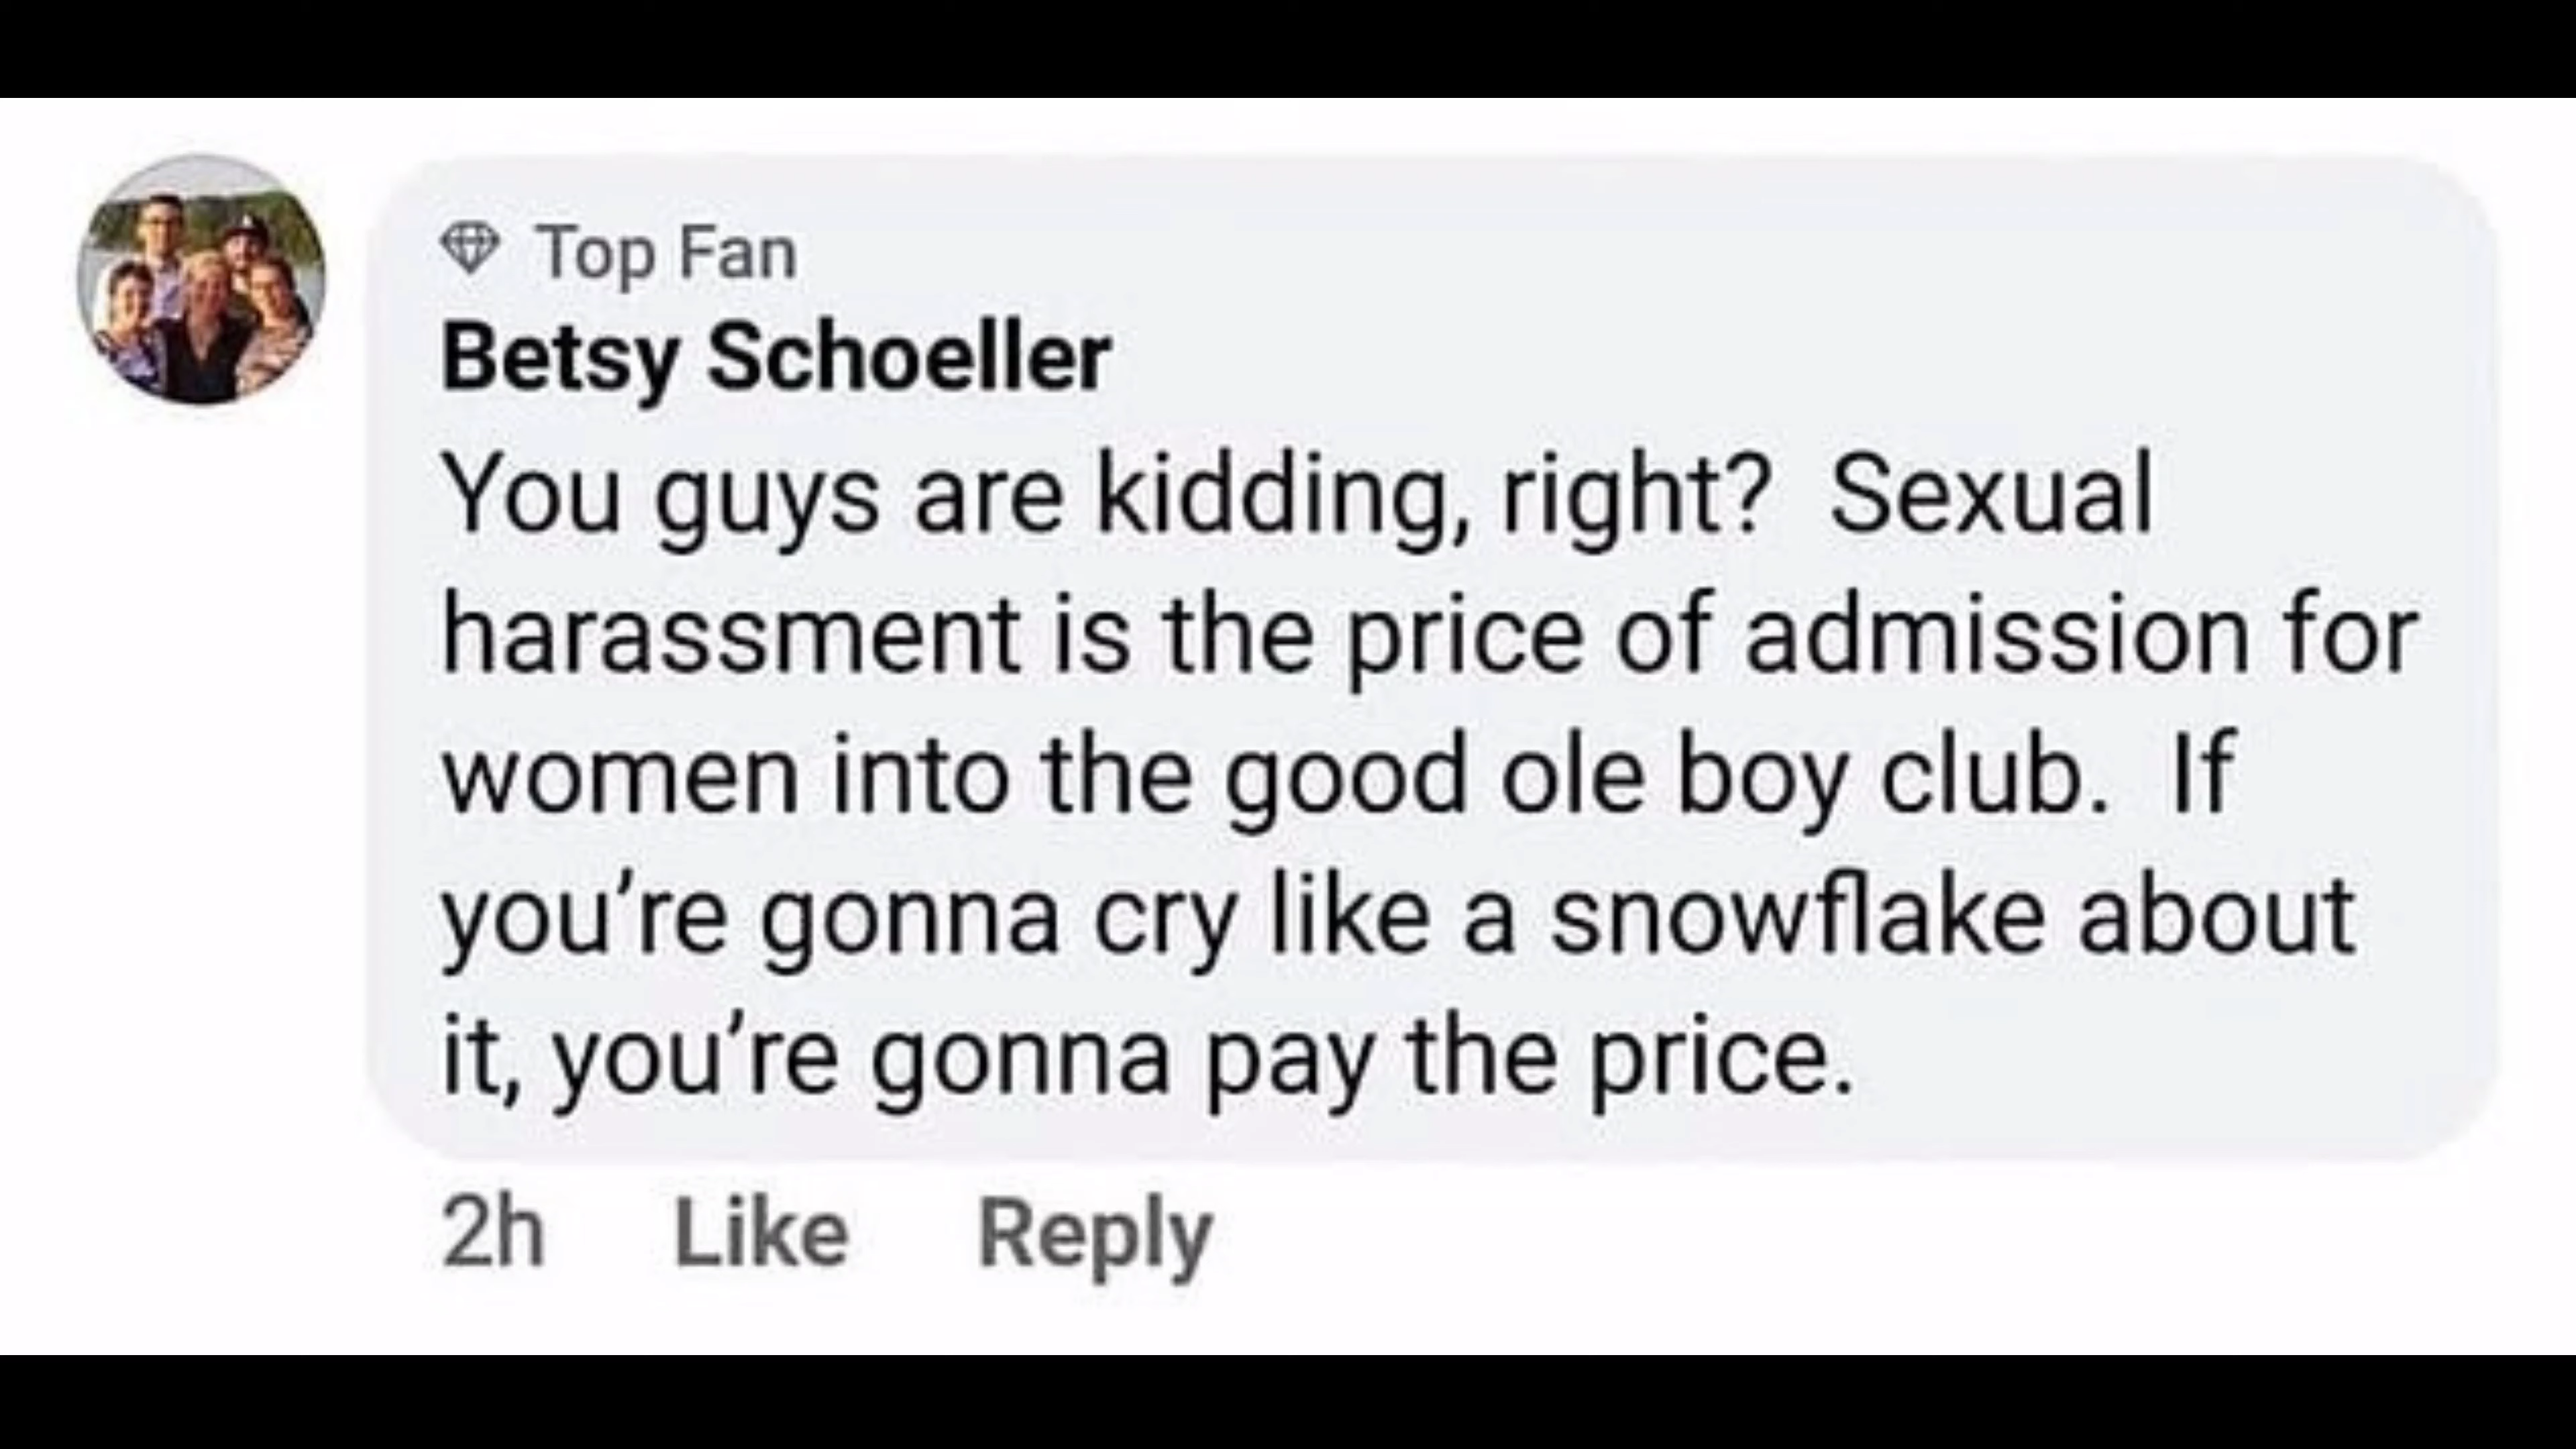 Top Fan
Betsy Schoeller
You guys are kidding, right?  Sexual
harassment is the price of admission for
women into the good ole boy club.  If
you’re gonna cry like a snowflake about
it, you’re gonna pay the price.
2h Like Reply